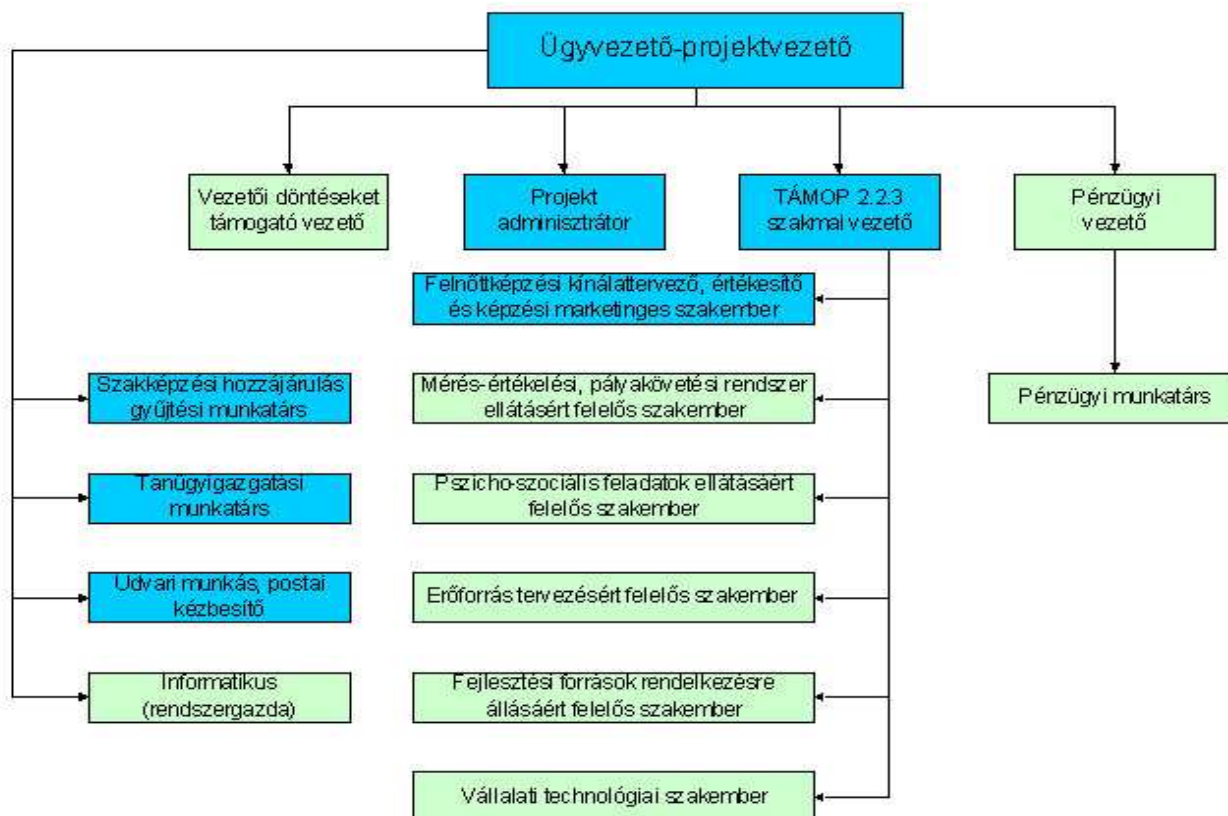 Ügyvezető-projektvezető
Vezetői döntéseket
támogató vezető
Projekt
adminisztrátor
TÁMOP 2.2.3
szakmai vezető
Pénzügyi
vezető
Felnőttképzési kínálattervező, értékesítő
és képzési marketinges szakember
Szakképzési hozzájárulás
gyűjtési munkatárs
Mérés-értékelési, pályakövetési rendszer
ellátásért felelős szakember
Pénzügyi munkatárs
Tanügyigazgatási
munkatárs
Pszicho-szociális feladatok ellátásáért
felelős szakember
Udvari munkás, postai
kézbesítő
Erőforrás tervezésért felelős szakember
Informatikus
(rendszergazda)
Fejlesztési források rendelkezésre
állásáért felelős szakember
Vállalati technológiai szakember